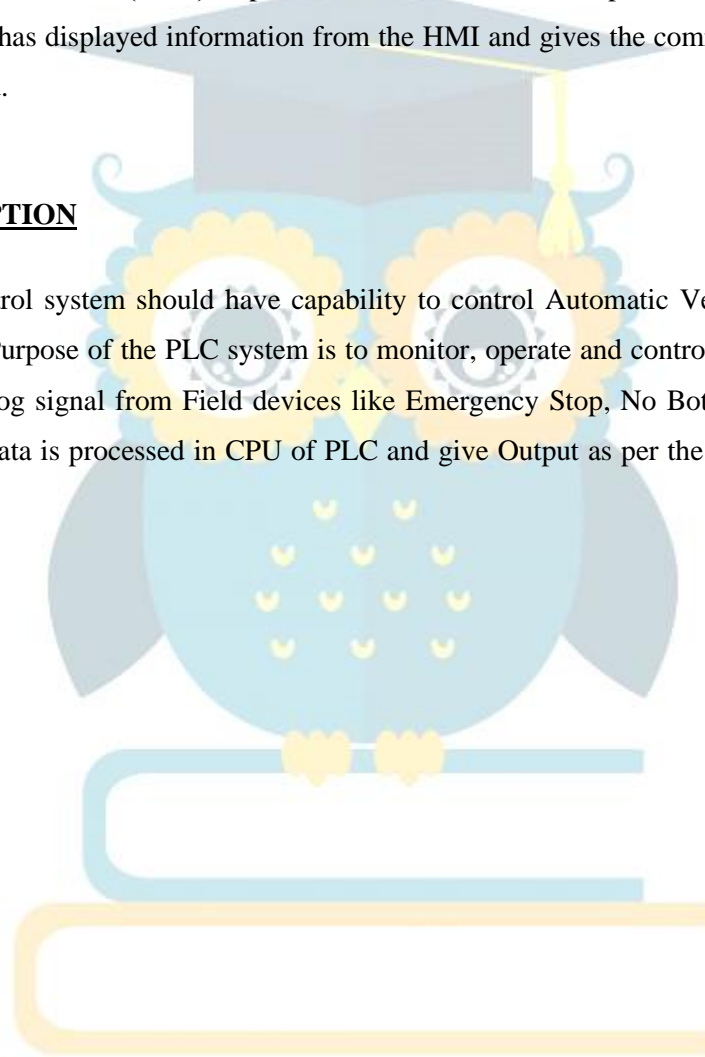 has displayed information from the HMI and gives the com
PTION
rol system should have capability to control Automatic Ve
Purpose of the PLC system is to monitor, operate and contro
og signal from Field devices like Emergency Stop, No Bot
ata is processed in CPU of PLC and give Output as per the